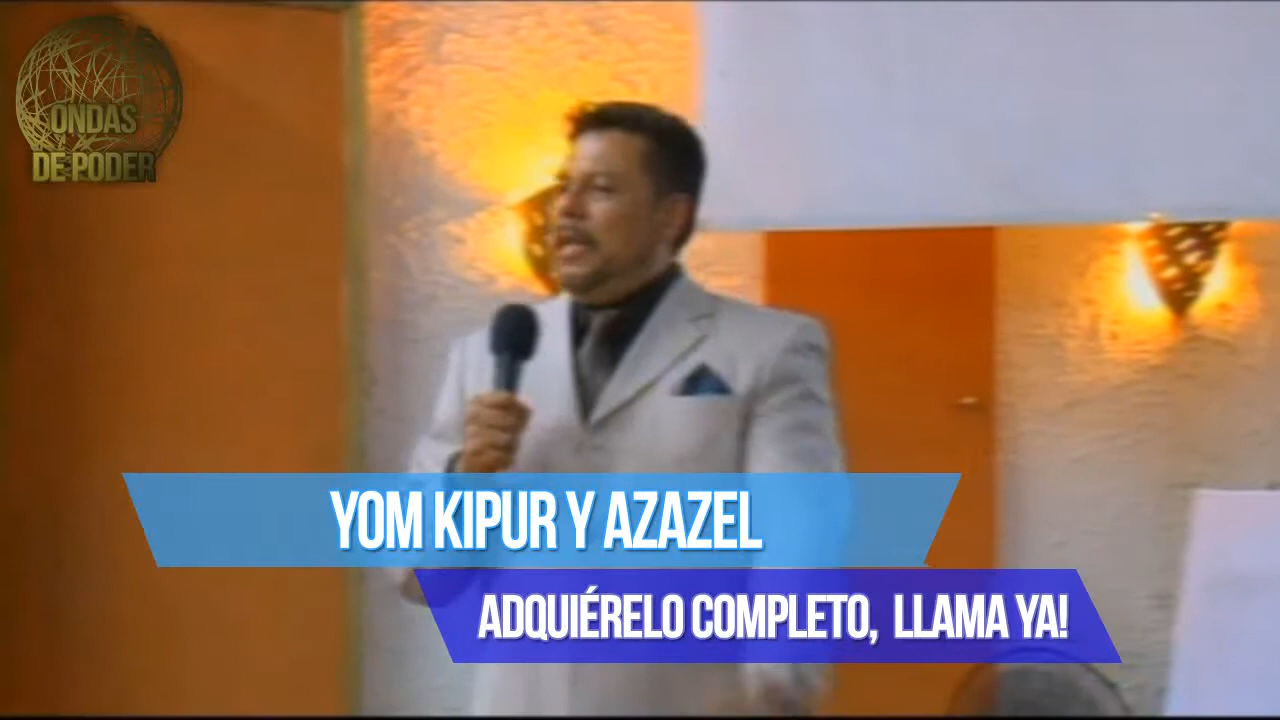 ONDAS
DE PODER
YOM KIPUR Y AZAZEL
ADQUIÉRELO COMPLETO, LLAMA YA!